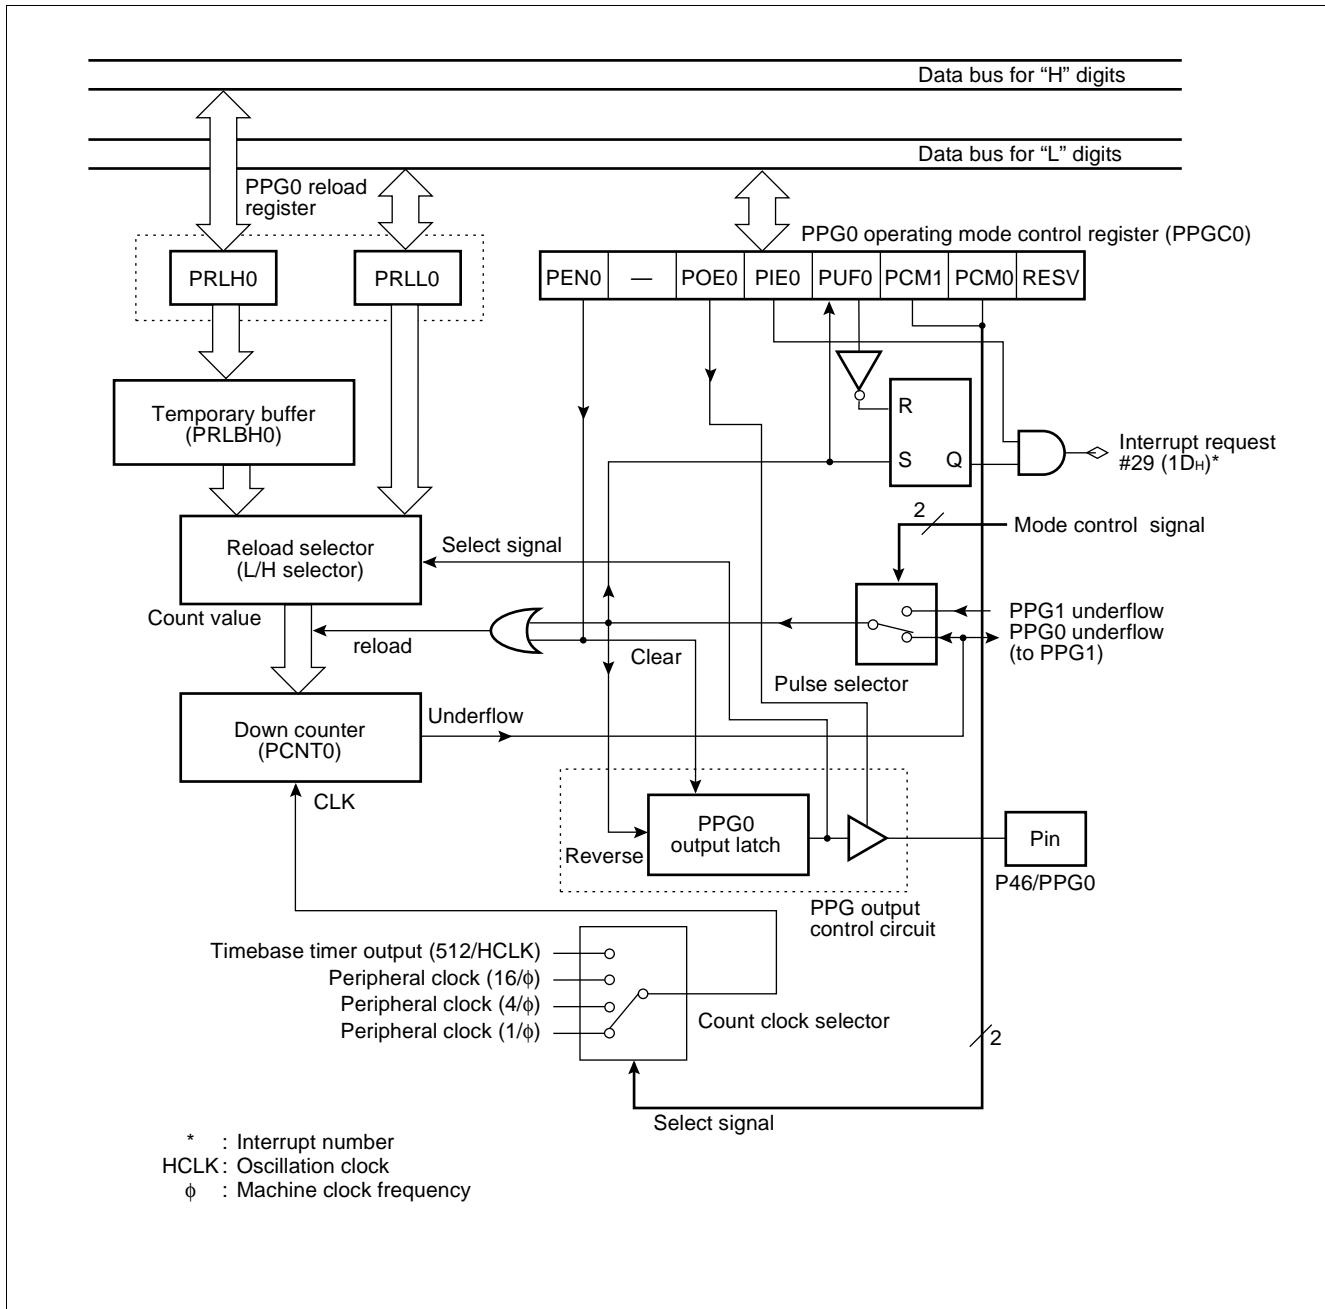 Data bus for “H” digits
Data bus for “L” digits
PPG0 reload
register
PPG0 operating mode control register (PPGC0)
PRLH0
PRLL0
PEN0 — POE0 PIE0 PUF0 PCM1 PCM0 RESV
Temporary buffer
(PRLBH0)
R
S Q
Interrupt request
#29 (1DH)*
2
Mode control signal
Reload selector
(L/H selector)
Select signal
Count value
reload
Clear
PPG1 underflow
PPG0 underflow
(to PPG1)
Pulse selector
Down counter
(PCNT0)
Underflow
CLK
PPG0
output latch
Reverse
Pin
P46/PPG0
PPG output
control circuit
Timebase timer output (512/HCLK)
Peripheral clock (16/ϕ)
Peripheral clock (4/ϕ)
Peripheral clock (1/ϕ)
Count clock selector
2
Select signal
* : Interrupt number
HCLK : Oscillation clock
ϕ : Machine clock frequency